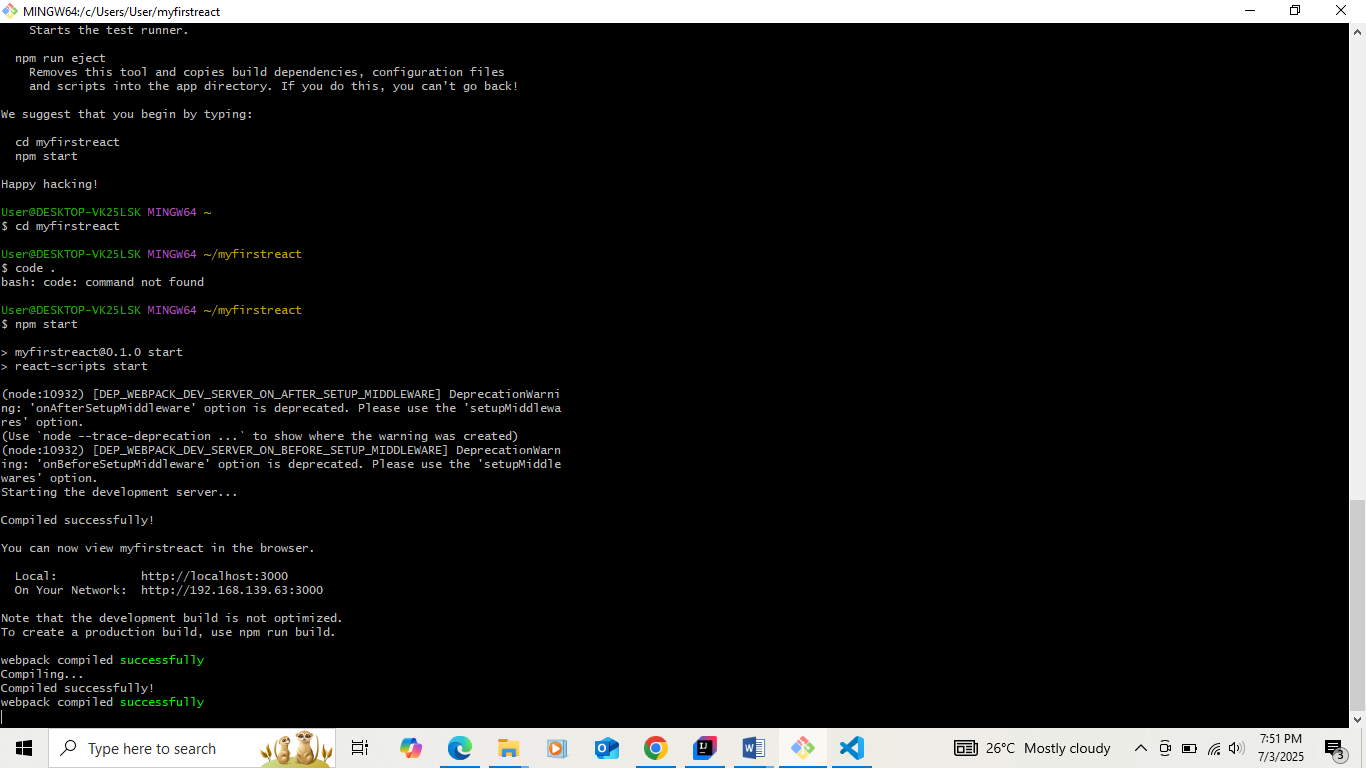 MINGW64:/c/Users/User/myfirstreact
Starts the test runner.
npm run eject
Removes this tool and copies build dependencies, configuration files
and scripts into the app directory. If you do this, you can’t go back!
We suggest that you begin by typing:
cd myfirstreact
npm start
Happy hacking!
User@DESKTOP-VK25LSK MINGW64 ~
$ cd myfirstreact
User@DESKTOP-VK25LSK MINGW64 ~/myfirstreact
$ code .
bash: code: command not found
User@DESKTOP-VK25LSK MINGW64 ~/myfirstreact
$ npm start
> myfirstreact@0.1.0 start
> react-scripts start
(node:10932) [DEP_WEBPACK_DEV_SERVER_ON_AFTER_SETUP_MIDDLEWARE] DeprecationWarni
ng: 'onAfterSetupMiddleware' option is deprecated. Please use the 'setupMiddlewa
res' option.
(Use `node --trace-deprecation ...` to show where the warning was created)
(node:10932) [DEP_WEBPACK_DEV_SERVER_ON_BEFORE_SETUP_MIDDLEWARE] DeprecationWarn
ing: 'onBeforeSetupMiddleware' option is deprecated. Please use the 'setupMiddle
wares' option.
Starting the development server...
Compiled successfully!
You can now view myfirstreact in the browser.
Local: http://localhost:3000
On Your Network: http://192.168.139.63:3000
Note that the development build is not optimized.
To create a production build, use npm run build.
webpack compiled successfully
Compiling...
Compiled successfully!
webpack compiled successfully
Type here to search
26°C Mostly cloudy
7:51 PM
7/3/2025
3